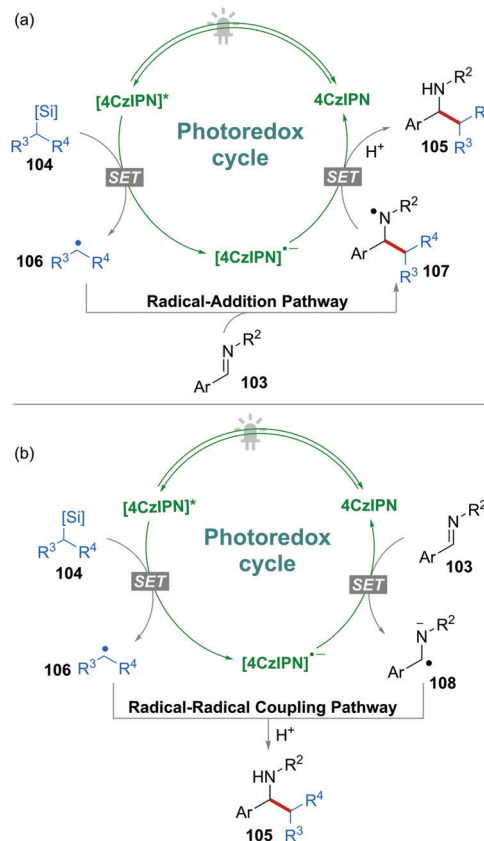 (a)
[4CzIPN]*
4CzIPN
[Si]
R3 R4
104
Photoredox
cycle
SET
SET
H+
HN R2
Ar
R4
R3
105
106
R3 R4
[4CzIPN]•−
N R2
Ar
R4
R3
107
Radical-Addition Pathway
N R2
Ar
103
(b)
[4CzIPN]*
4CzIPN
[Si]
R3 R4
104
Photoredox
cycle
SET
SET
N R2
Ar
103
106
R3 R4
[4CzIPN]•−
−
N R2
Ar
108
Radical-Radical Coupling Pathway
H+
HN R2
Ar
R4
R3
105